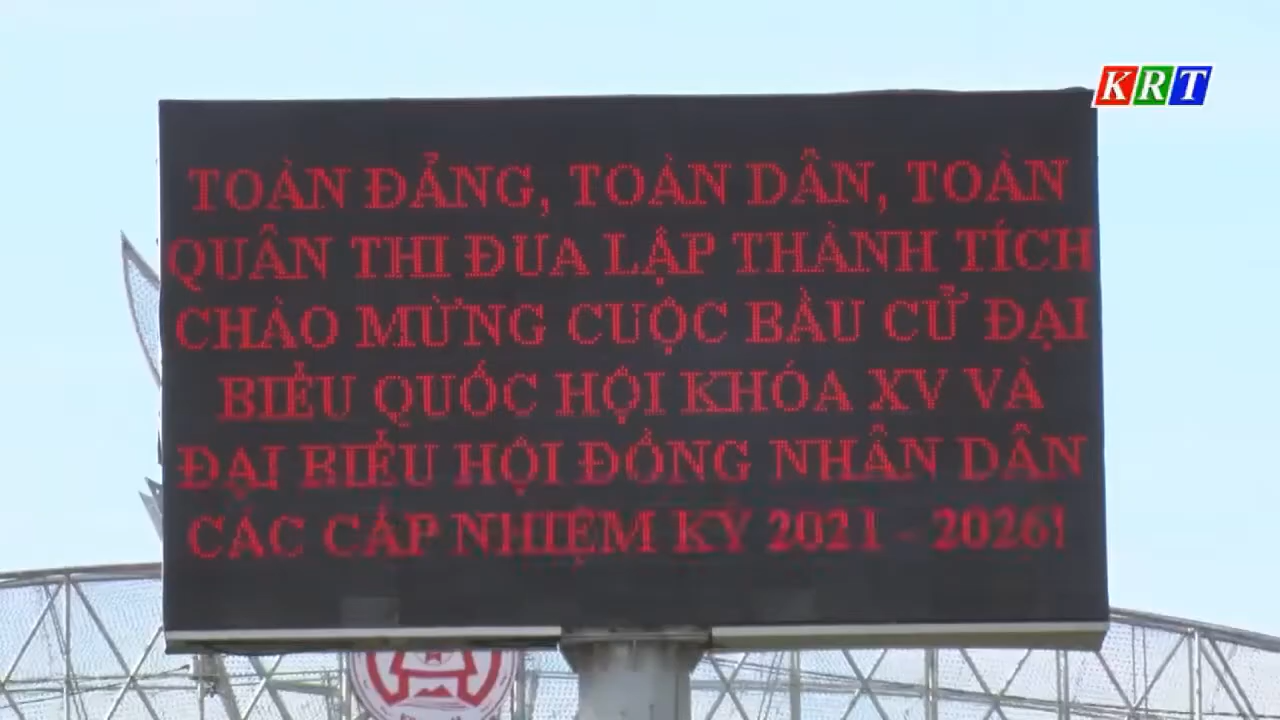 KRT
TOÀN ĐẢNG, TOÀN DÂN, TOÀN
QUÂN THI ĐUA LẬP THÀNH TÍCH
CHÀO MỪNG CUỘC BẦU CỬ ĐẠI
BIỂU QUỐC HỘI KHÓA XV VÀ
ĐẠI BIỂU HỘI ĐỒNG NHÂN DÂN
CÁC CẤP NHIỆM KỲ 2021 - 2026!